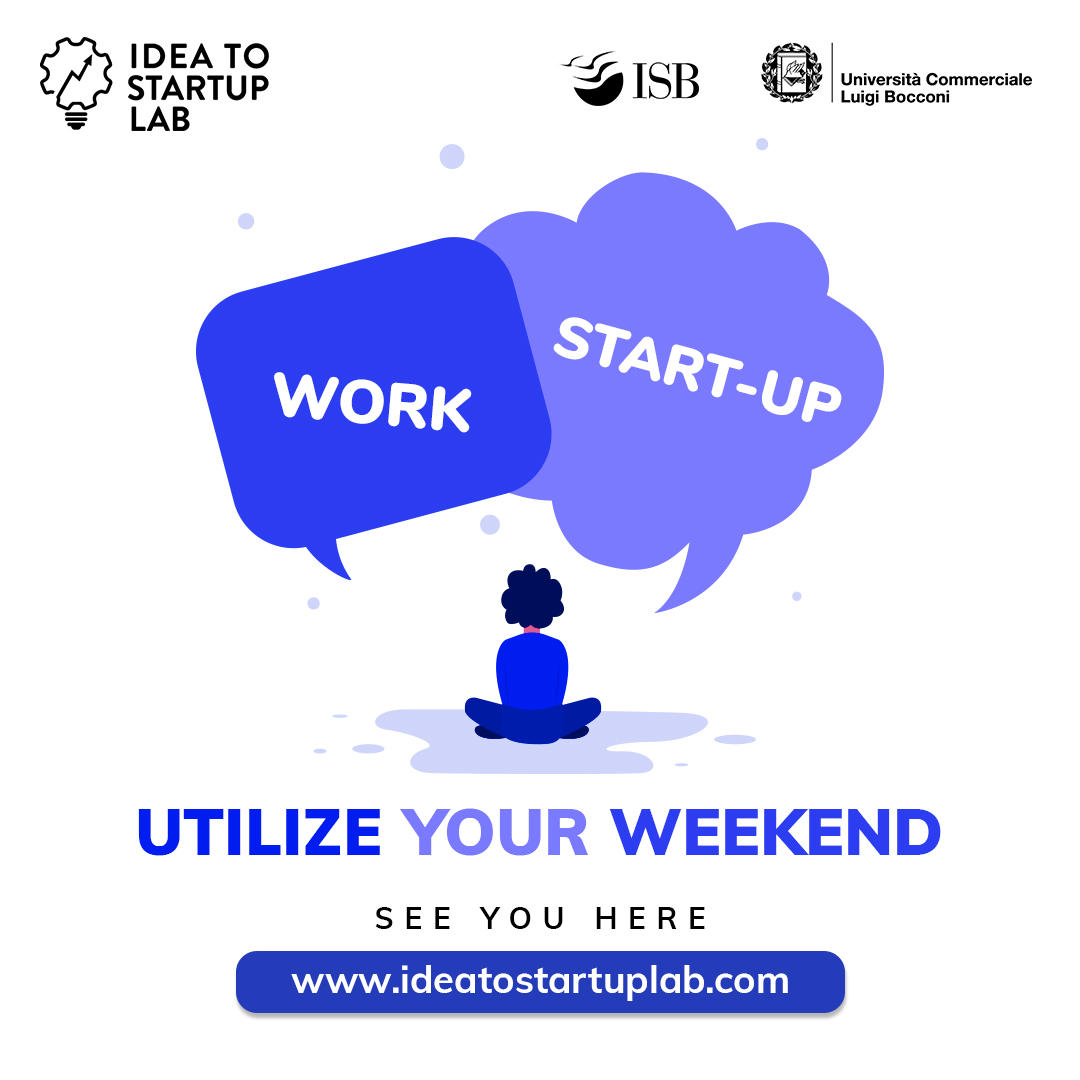 IDEA TO
STARTUP
LAB
ISB
Università Commerciale
Luigi Bocconi
WORK
START-UP
UTILIZE YOUR WEEKEND
SEE YOU HERE
www.ideatostartuplab.com